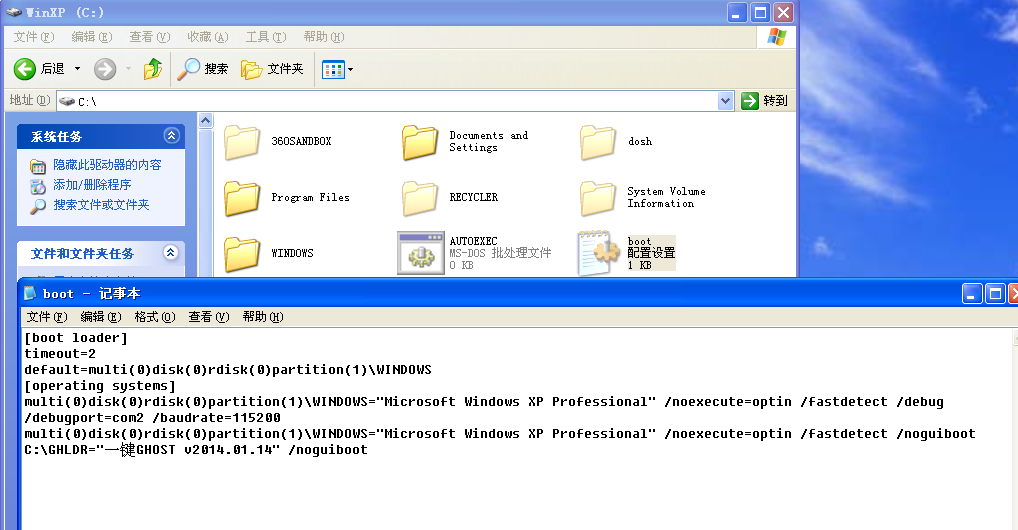 WinXP (C:)
文件(F) 编辑(E) 查看(V) 收藏(A) 工具(T) 帮助(H)
后退 搜索 文件夹
地址(D) C:\ 转到
系统任务
隐藏此驱动器的内容
添加/删除程序
搜索文件或文件夹
文件和文件夹任务
360SANDBOX
Documents and
Settings
dosh
Program Files
RECYCLER
System Volume
Information
WINDOWS
AUTOEXEC
MS-DOS 批处理文件
0 KB
boot
配置设置
1 KB
boot - 记事本
文件(F) 编辑(E) 格式(O) 查看(V) 帮助(H)
[boot loader]
timeout=2
default=multi(0)disk(0)rdisk(0)partition(1)\WINDOWS
[operating systems]
multi(0)disk(0)rdisk(0)partition(1)\WINDOWS="Microsoft Windows XP Professional" /noexecute=optin /fastdetect /debug
/debugport=com2 /baudrate=115200
multi(0)disk(0)rdisk(0)partition(1)\WINDOWS="Microsoft Windows XP Professional" /noexecute=optin /fastdetect /noguiboot
C:\GHLDR="一键GHOST v2014.01.14" /noguiboot